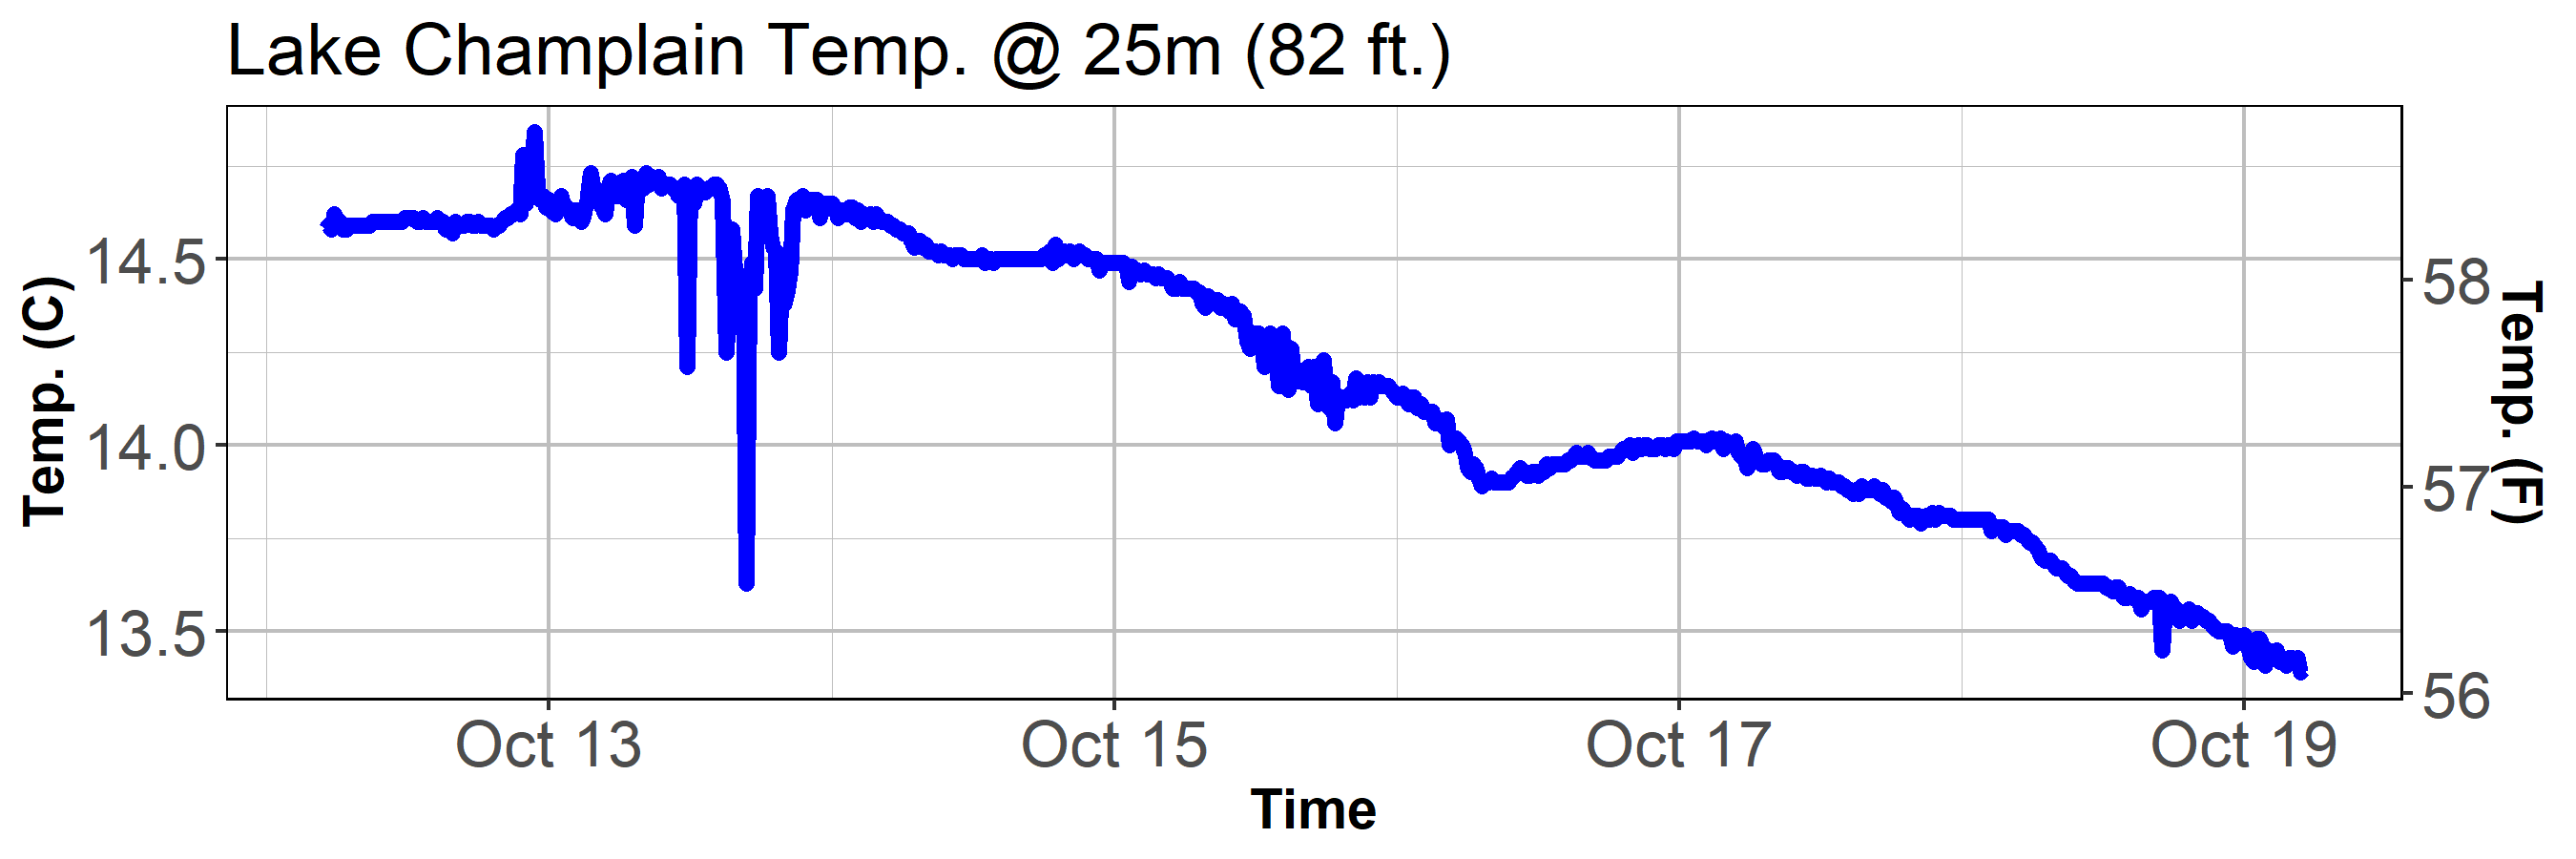 Lake Champlain Temp. @ 25m (82 ft.)
Temp. (C)
14.5
14.0
13.5
58
57
56
Temp. (F)
Oct 13 Oct 15 Oct 17 Oct 19
Time